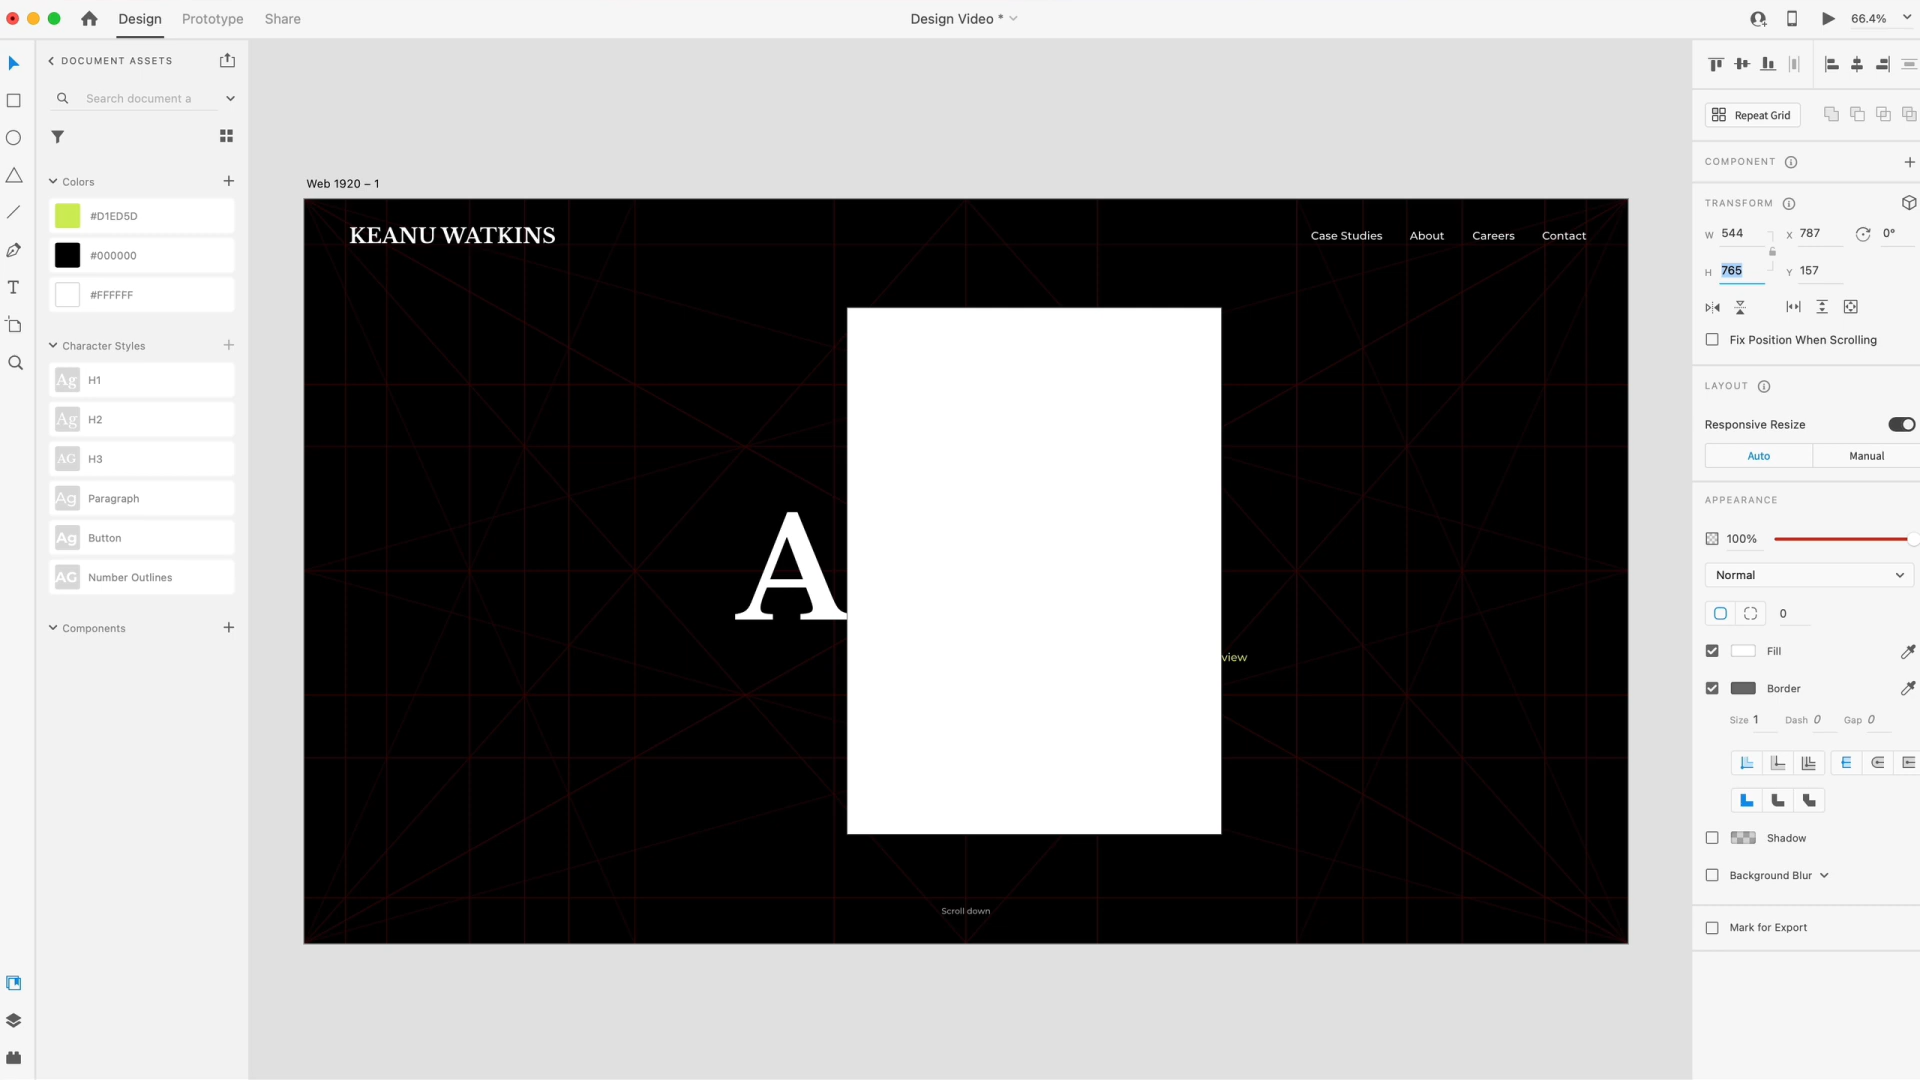 Design Prototype Share
Design Video *
66.4%
DOCUMENT ASSETS
Search document a
Colors
#D1ED5D
#000000
#FFFFFF
Character Styles
Ag H1
Ag H2
AG H3
Ag Paragraph
Ag Button
AG Number Outlines
Components
Web 1920 – 1
KEANU WATKINS
Case Studies About Careers Contact
A
view
Scroll down
Repeat Grid
COMPONENT
TRANSFORM
W 544 X 787 0°
H 765 Y 157
Fix Position When Scrolling
LAYOUT
Responsive Resize
Auto Manual
APPEARANCE
100%
Normal
0
Fill
Border
Size 1 Dash 0 Gap 0
Shadow
Background Blur
Mark for Export